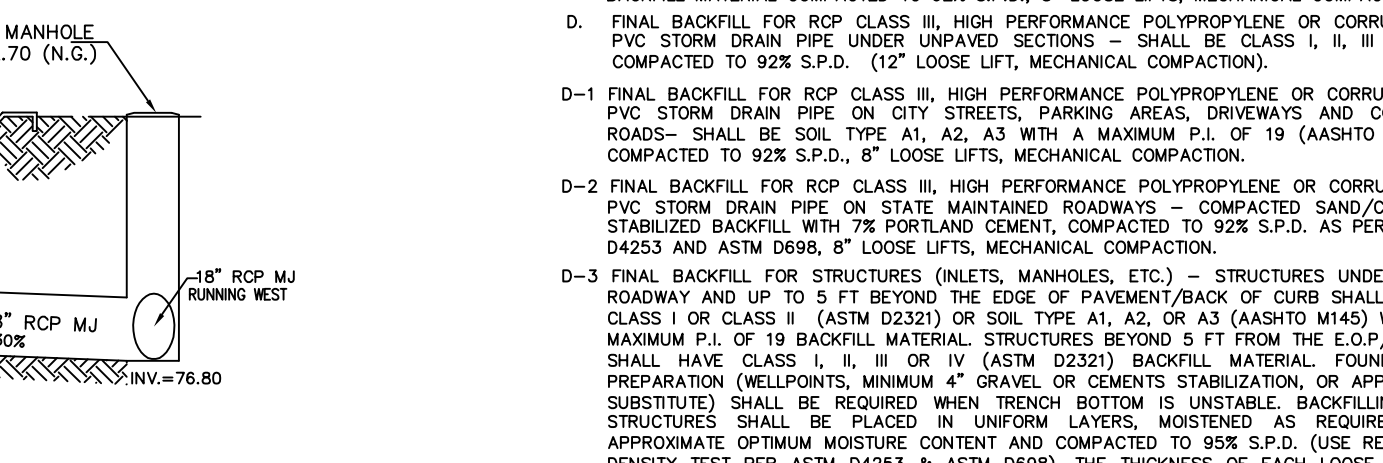 MANHOLE
.70 (N.G.)
18" RCP MJ
RUNNING WEST
8" RCP MJ
INV.=76.80
D. FINAL BACKFILL FOR RCP CLASS III, HIGH PERFORMANCE POLYPROPYLENE OR CORRU
PVC STORM DRAIN PIPE UNDER UNPAVED SECTIONS – SHALL BE CLASS I, II, III
COMPACTED TO 92% S.P.D. (12" LOOSE LIFT, MECHANICAL COMPACTION).
D–1 FINAL BACKFILL FOR RCP CLASS III, HIGH PERFORMANCE POLYPROPYLENE OR CORRU
PVC STORM DRAIN PIPE ON CITY STREETS, PARKING AREAS, DRIVEWAYS AND
ROADS– SHALL BE SOIL TYPE A1, A2, A3 WITH A MAXIMUM P.I. OF 19 (AASHTO
COMPACTED TO 92% S.P.D., 8" LOOSE LIFTS, MECHANICAL COMPACTION.
D–2 FINAL BACKFILL FOR RCP CLASS III, HIGH PERFORMANCE POLYPROPYLENE OR CORRU
PVC STORM DRAIN PIPE ON STATE MAINTAINED ROADWAYS – COMPACTED SAND/C
STABILIZED BACKFILL WITH 7% PORTLAND CEMENT, COMPACTED TO 92% S.P.D. AS PER
D4253 AND ASTM D698, 8" LOOSE LIFTS, MECHANICAL COMPACTION.
D–3 FINAL BACKFILL FOR STRUCTURES (INLETS, MANHOLES, ETC.) – STRUCTURES UNDE
ROADWAY AND UP TO 5 FT BEYOND THE EDGE OF PAVEMENT/BACK OF CURB SHALL
CLASS I OR CLASS II (ASTM D2321) OR SOIL TYPE A1, A2, OR A3 (AASHTO M145)
MAXIMUM P.I. OF 19 BACKFILL MATERIAL. STRUCTURES BEYOND 5 FT FROM THE E.O.P/
SHALL HAVE CLASS I, II, III OR IV (ASTM D2321) BACKFILL MATERIAL. FOUN
PREPARATION (WELLPOINTS, MINIMUM 4" GRAVEL OR CEMENTS STABILIZATION, OR APP
SUBSTITUTE) SHALL BE REQUIRED WHEN TRENCH BOTTOM IS UNSTABLE. BACKFILLIN
STRUCTURES SHALL BE PLACED IN UNIFORM LAYERS, MOISTENED AS REQUIRE
APPROXIMATE OPTIMUM MOISTURE CONTENT AND COMPACTED TO 95% S.P.D. (USE RE
DENSITY TEST PER ASTM D4253 & ASTM D698). THE THICKNESS OF EACH LOOSE